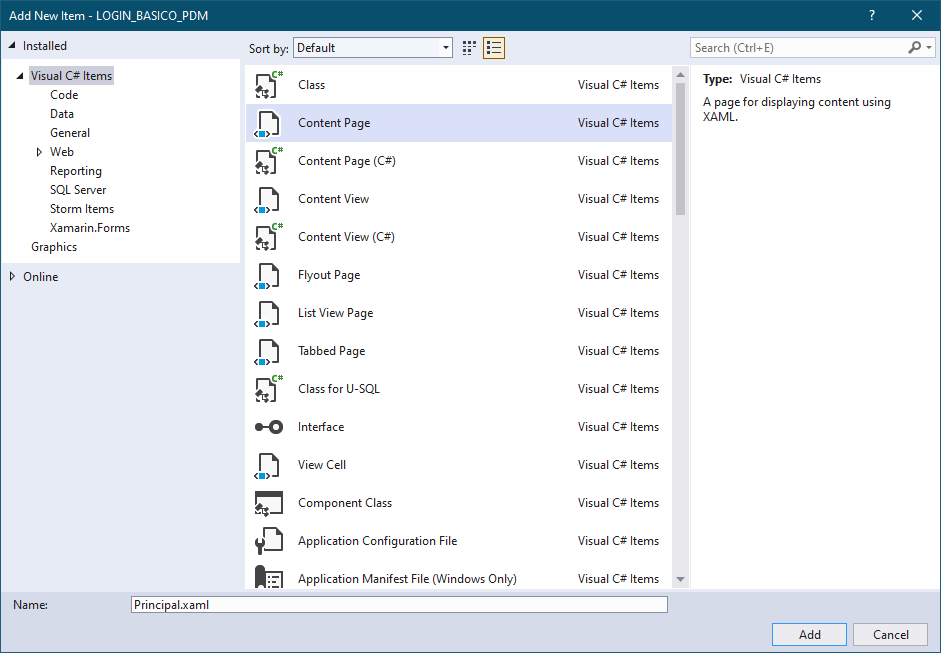 Add New Item - LOGIN_BASICO_PDM
?
Installed
Sort by: Default
Search (Ctrl+E)
Visual C# Items
Code
Data
General
Web
Reporting
SQL Server
Storm Items
Xamarin.Forms
Graphics
Online
C# Class Visual C# Items
Content Page Visual C# Items
C# Content Page (C#) Visual C# Items
Content View Visual C# Items
C# Content View (C#) Visual C# Items
Flyout Page Visual C# Items
List View Page Visual C# Items
Tabbed Page Visual C# Items
C# Class for U-SQL Visual C# Items
Interface Visual C# Items
View Cell Visual C# Items
Component Class Visual C# Items
Application Configuration File Visual C# Items
Application Manifest File (Windows Only) Visual C# Items
Type: Visual C# Items
A page for displaying content using
XAML.
Name: Principal.xaml
Add Cancel